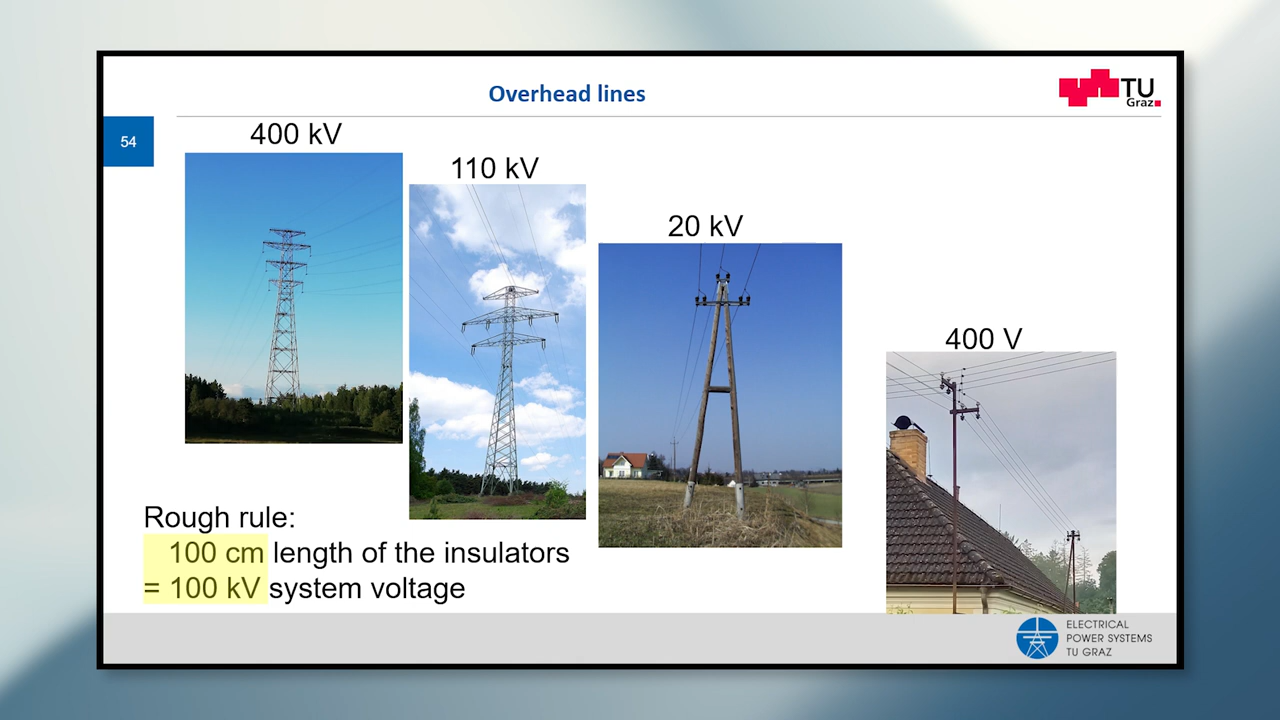 Overhead lines
TU
Graz
54
400 kV
110 kV
20 kV
400 V
Rough rule:
100 cm length of the insulators
= 100 kV system voltage
ELECTRICAL
POWER SYSTEMS
TU GRAZ